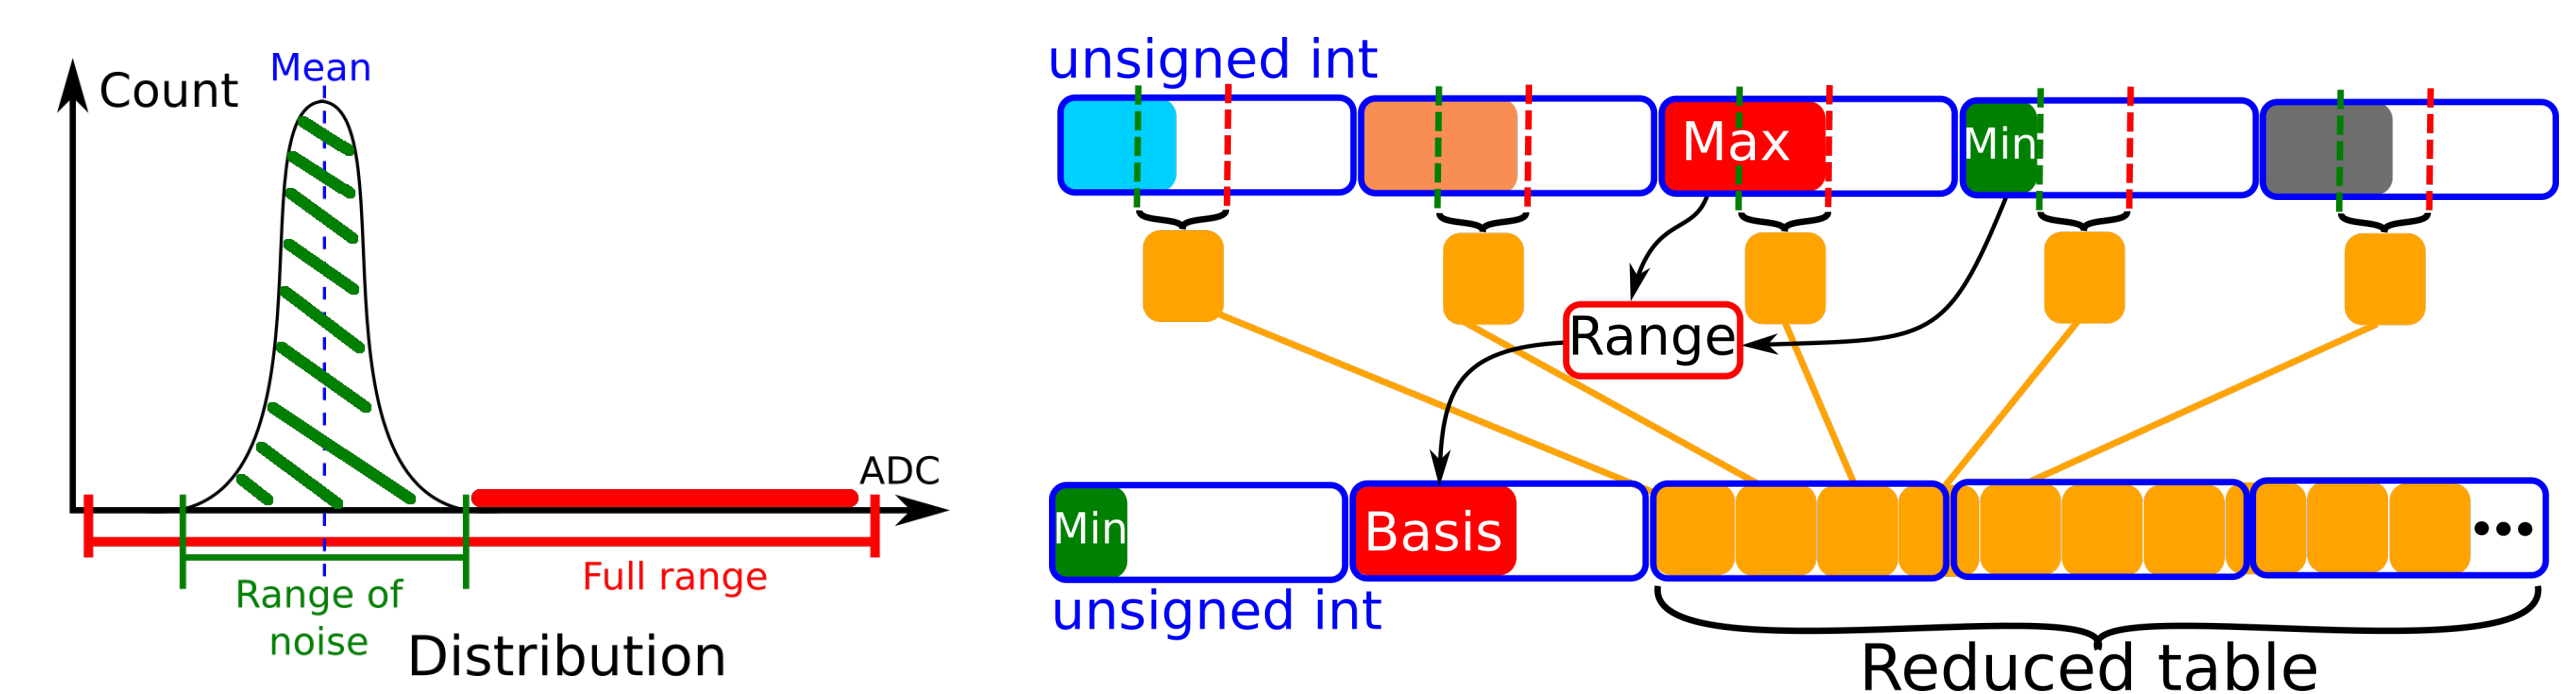 Mean
Count
ADC
Range of
noise
Full range
Distribution
unsigned int
Max
Min
Range
Min
Basis
...
unsigned int
Reduced table